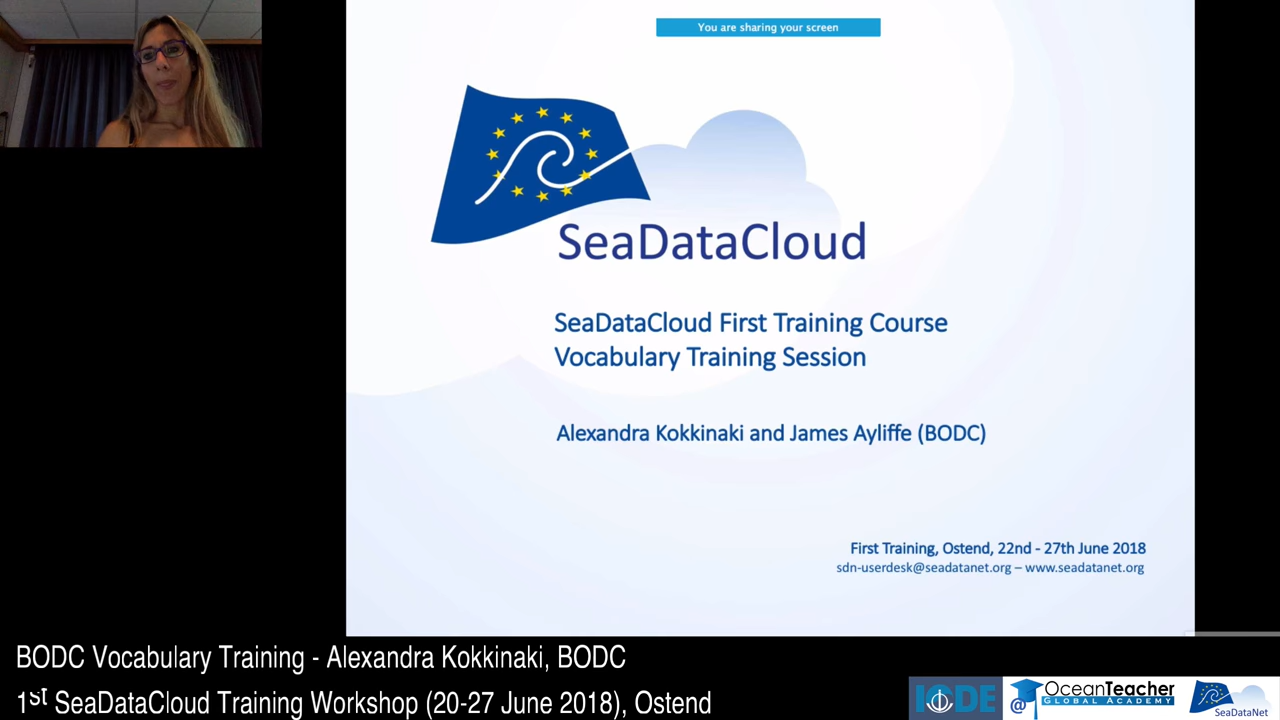 You are sharing your screen
SeaDataCloud
SeaDataCloud First Training Course
Vocabulary Training Session
Alexandra Kokkinaki and James Ayliffe (BODC)
First Training, Ostend, 22nd - 27th June 2018
sdn-userdesk@seadatanet.org – www.seadatanet.org
BODC Vocabulary Training - Alexandra Kokkinaki, BODC
1st SeaDataCloud Training Workshop (20-27 June 2018), Ostend
IODE
@
OceanTeacher
GLOBAL ACADEMY
SeaDataNet